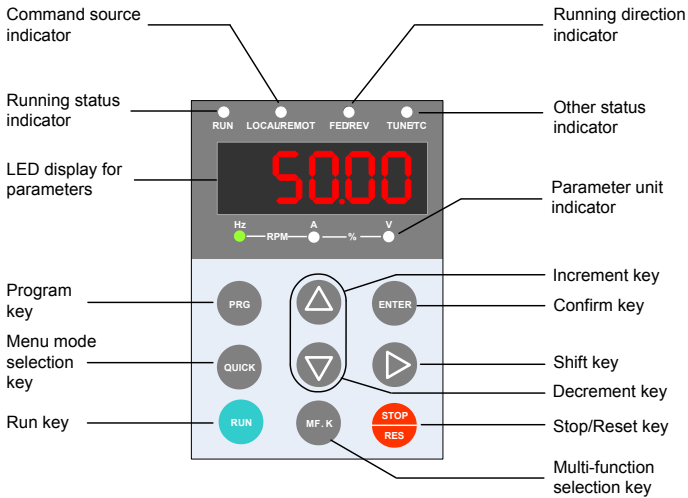 Command source
indicator
Running direction
indicator
Running status
indicator
Other status
indicator
RUN LOCAL/REMOT FED/REV TUNE/TC
LED display for
parameters
50.00
Parameter unit
indicator
Hz RPM A % V
Increment key
Program
key
PRG
ENTER
Confirm key
Menu mode
selection
key
QUICK
Shift key
Decrement key
Run key
RUN
MF.K
STOP
RES
Stop/Reset key
Multi-function
selection key